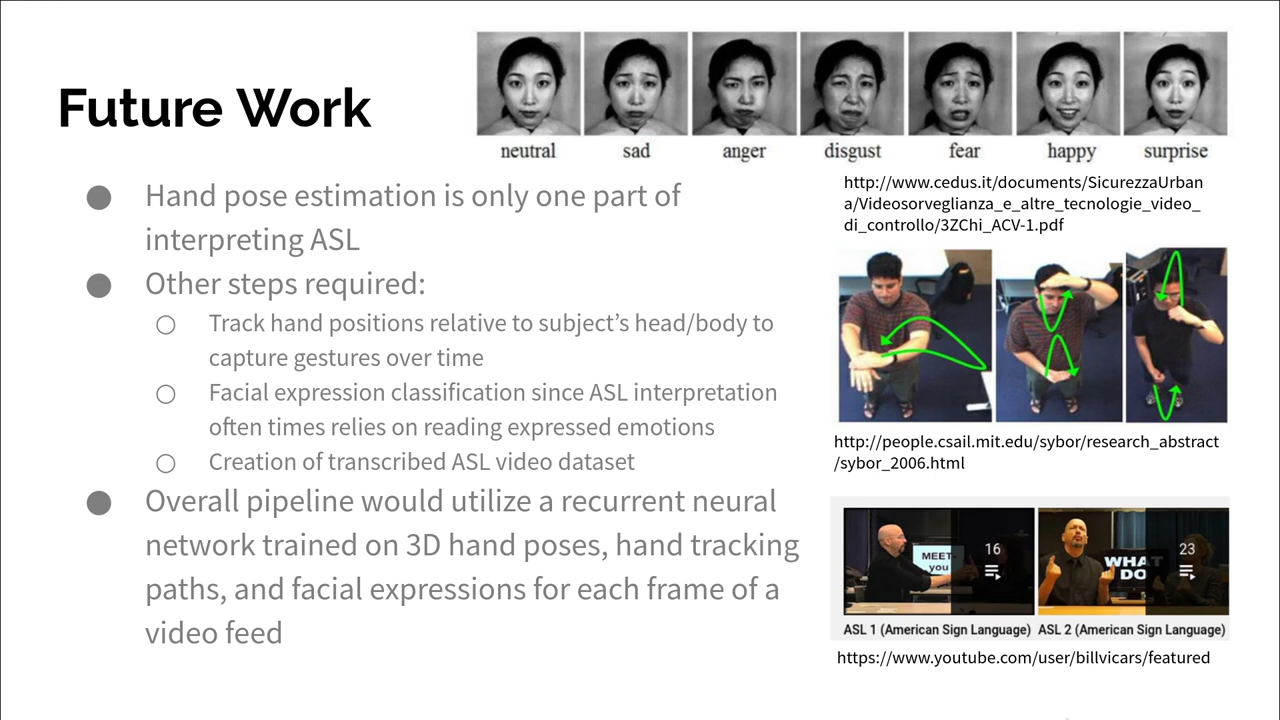 Future Work
neutral sad anger disgust fear happy surprise
http://www.cedus.it/documents/SicurezzaUrban
a/Videosorveglianza_e_altre_tecnologie_video_
di_controllo/3ZChi_ACV-1.pdf
● Hand pose estimation is only one part of
interpreting ASL
● Other steps required:
○ Track hand positions relative to subject’s head/body to
capture gestures over time
○ Facial expression classification since ASL interpretation
often times relies on reading expressed emotions
○ Creation of transcribed ASL video dataset
● Overall pipeline would utilize a recurrent neural
network trained on 3D hand poses, hand tracking
paths, and facial expressions for each frame of a
video feed
http://people.csail.mit.edu/sybor/research_abstract
/sybor_2006.html
MEET-
you
16
WHAT
DO
23
ASL 1 (American Sign Language) ASL 2 (American Sign Language)
https://www.youtube.com/user/billvicars/featured